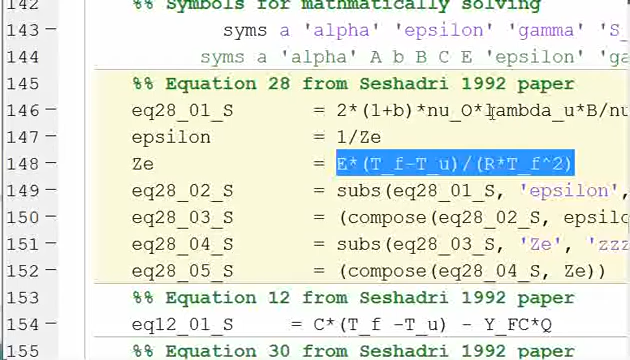 142 %% Symbols for mathmatically solving
143 — syms a 'alpha' 'epsilon' 'gamma' 'S_
144 syms a 'alpha' A b B C E 'epsilon' 'ga
145 %% Equation 28 from Seshadri 1992 paper
146 — eq28_01_S = 2*(1+b)*nu_O*lambda_u*B/nu
147 — epsilon = 1/Ze
148 — Ze = E*(T_f-T_u)/(R*T_f^2)
149 — eq28_02_S = subs(eq28_01_S, 'epsilon',
150 — eq28_03_S = (compose(eq28_02_S, epsilo
151 — eq28_04_S = subs(eq28_03_S, 'Ze', 'zzz
152 — eq28_05_S = (compose(eq28_04_S, Ze))
153 %% Equation 12 from Seshadri 1992 paper
154 — eq12_01_S = C*(T_f -T_u) - Y_FC*Q
155 %% Equation 30 from Seshadri 1992 paper